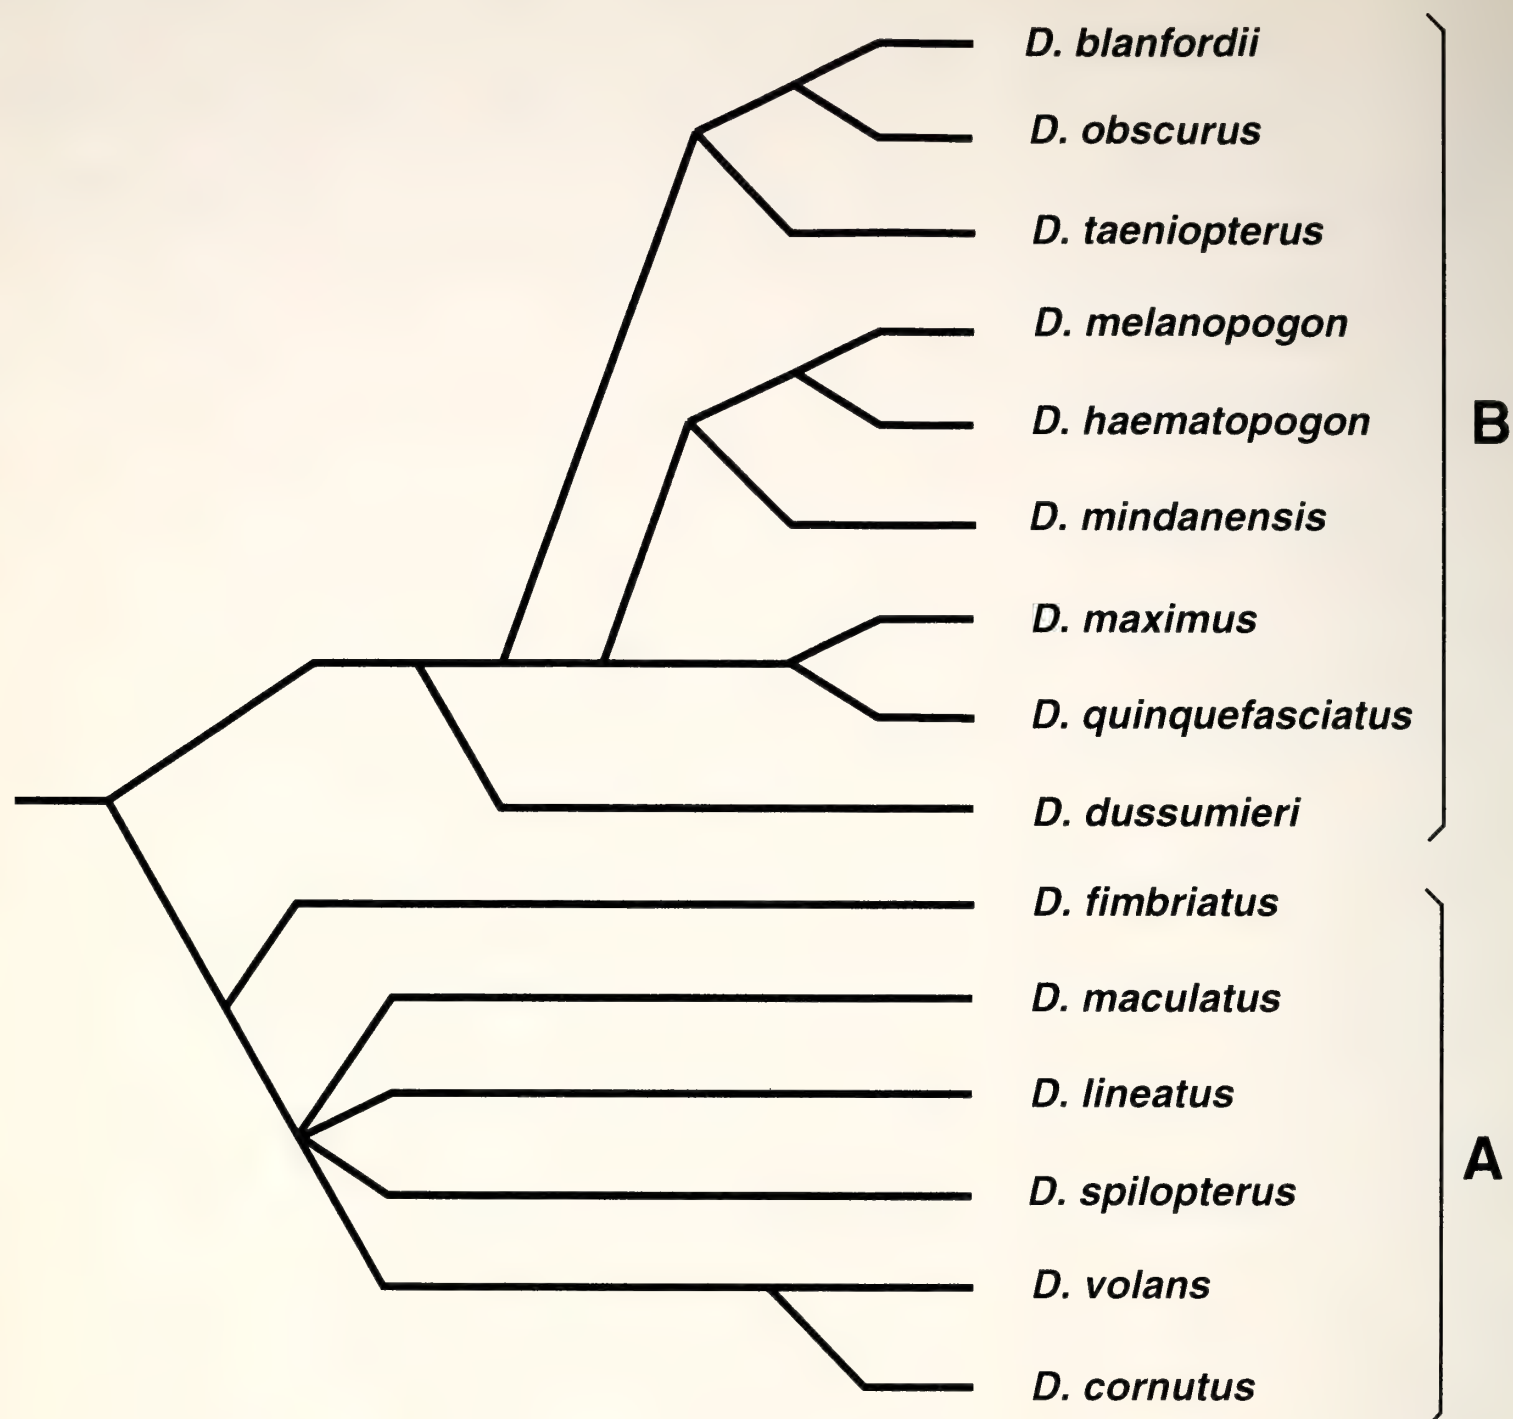 D. blanfordii
D. obscurus
D. taeniopterus
D. melanopogon
D. haematopogon
B
D. mindanensis
D. maximus
D. quinquefasciatus
D. dussumieri
D. fimbriatus
D. maculatus
D. lineatus
A
D. spilopterus
D. volans
D. cornutus